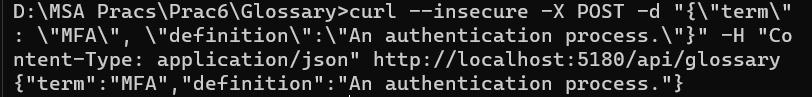 D:\MSA Pracs\Prac6\Glossary>curl --insecure -X POST -d "{\"term\"
: \"MFA\", \"definition\":\"An authentication process.\"}" -H "Co
ntent-Type: application/json" http://localhost:5180/api/glossary
{"term":"MFA","definition":"An authentication process."}